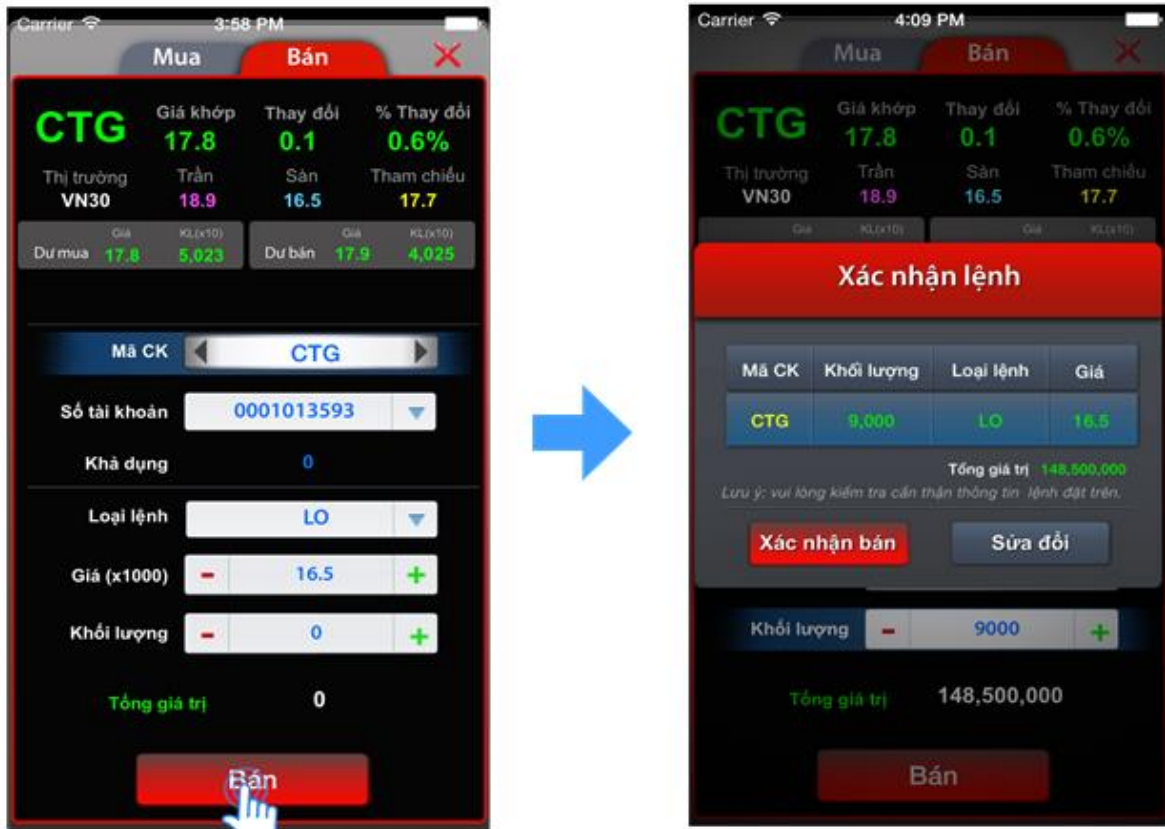 Carrier 3:58 PM
Mua Bán
CTG Giá khớp Thay đổi % Thay đổi
17.8 0.1 0.6%
Thị trường Trần Sàn Tham chiếu
VN30 18.9 16.5 17.7
Giá KL(x10) Giá KL(x10)
Dư mua 17.8 5,023 Dư bán 17.9 4,025
Mã CK CTG
Số tài khoản 0001013593
Khả dụng 0
Loại lệnh LO
Giá (x1000) - 16.5 +
Khối lượng - 0 +
Tổng giá trị 0
Bán
Carrier 4:09 PM
Mua Bán
CTG Giá khớp Thay đổi % Thay đổi
17.8 0.1 0.6%
Thị trường Trần Sàn Tham chiếu
VN30 18.9 16.5 17.7
Giá KL(x10) Giá KL(x10)
Xác nhận lệnh
Mã CK Khối lượng Loại lệnh Giá
CTG 9,000 LO 16.5
Tổng giá trị 148,500,000
Lưu ý: vui lòng kiểm tra cẩn thận thông tin lệnh đặt trên.
Xác nhận bán Sửa đổi
Khối lượng - 9000 +
Tổng giá trị 148,500,000
Bán